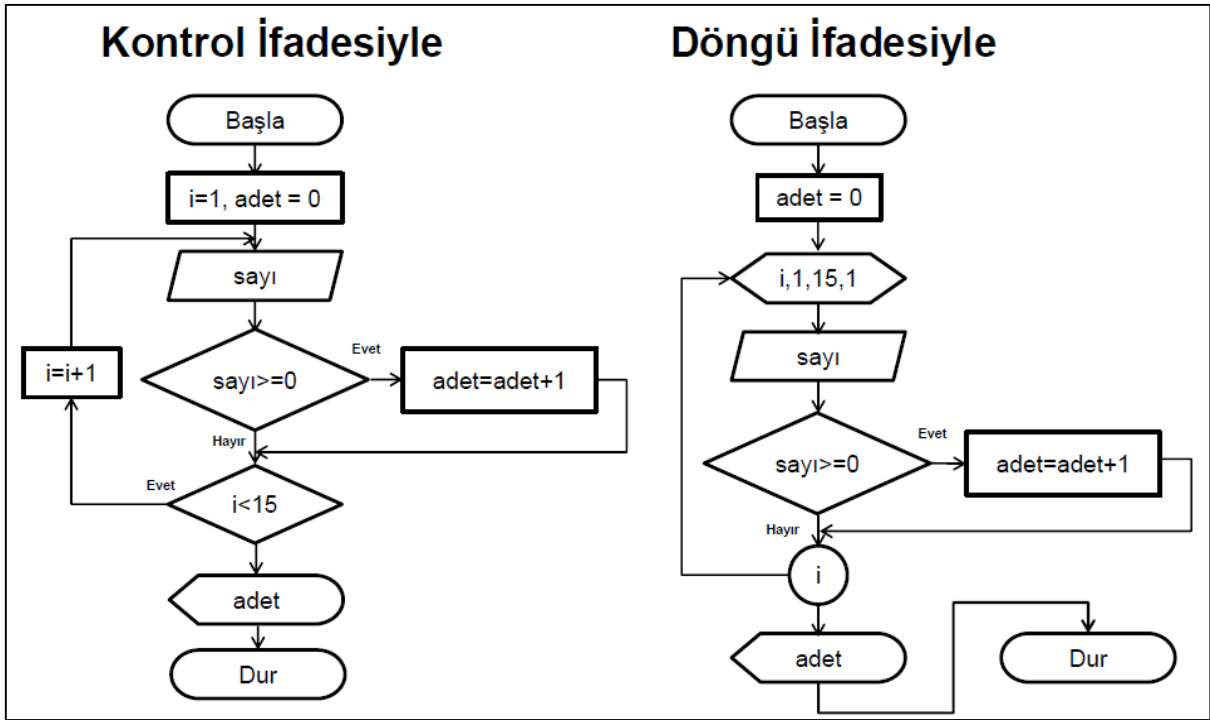 Kontrol İfadesiyle
Başla
i=1, adet = 0
sayı
sayı>=0
Evet
adet=adet+1
i=i+1
Hayır
Evet
i<15
adet
Dur
Döngü İfadesiyle
Başla
adet = 0
i,1,15,1
sayı
sayı>=0
Evet
adet=adet+1
Hayır
i
adet
Dur